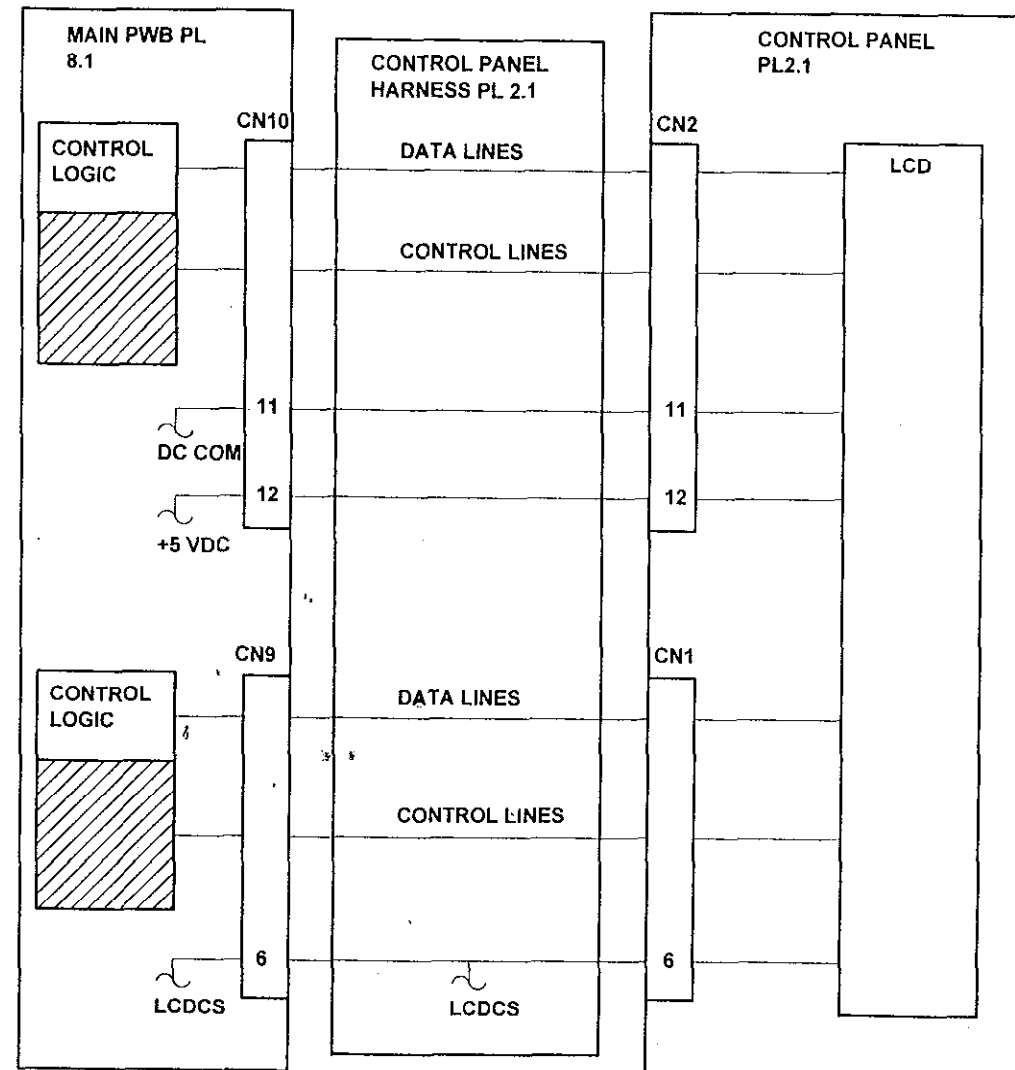 MAIN PWB PL
8.1
CONTROL PANEL
HARNESS PL 2.1
CONTROL PANEL
PL2.1
CN10
CN2
CONTROL
LOGIC
DATA LINES
LCD
CONTROL LINES
11
11
DC COM
12
12
+5 VDC
CN9
CN1
CONTROL
LOGIC
DATA LINES
CONTROL LINES
6
6
LCDCS
LCDCS